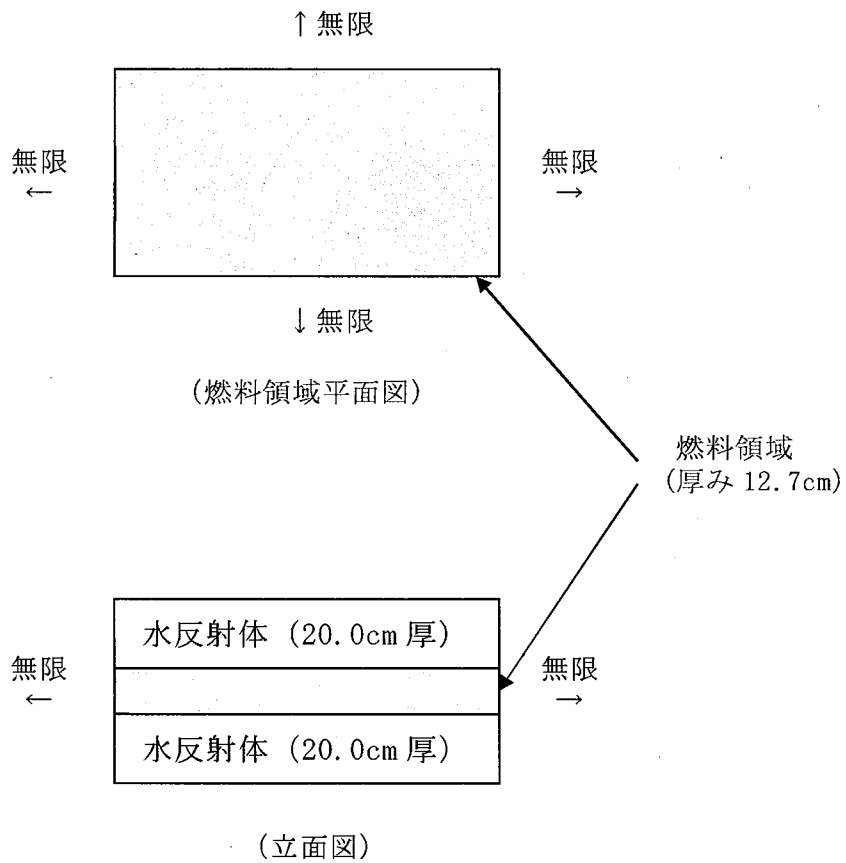 ↑無限
無限
←
無限
→
↓無限
(燃料領域平面図)
燃料領域
(厚み 12.7cm)
水反射体 (20.0cm 厚)
無限
←
無限
→
水反射体 (20.0cm 厚)
(立面図)